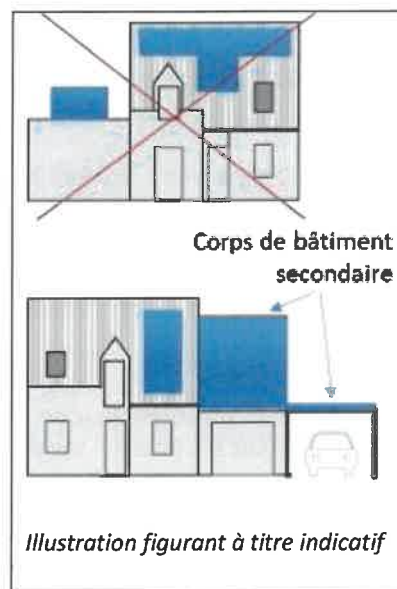 Corps de bâtiment
secondaire
Illustration figurant à titre indicatif